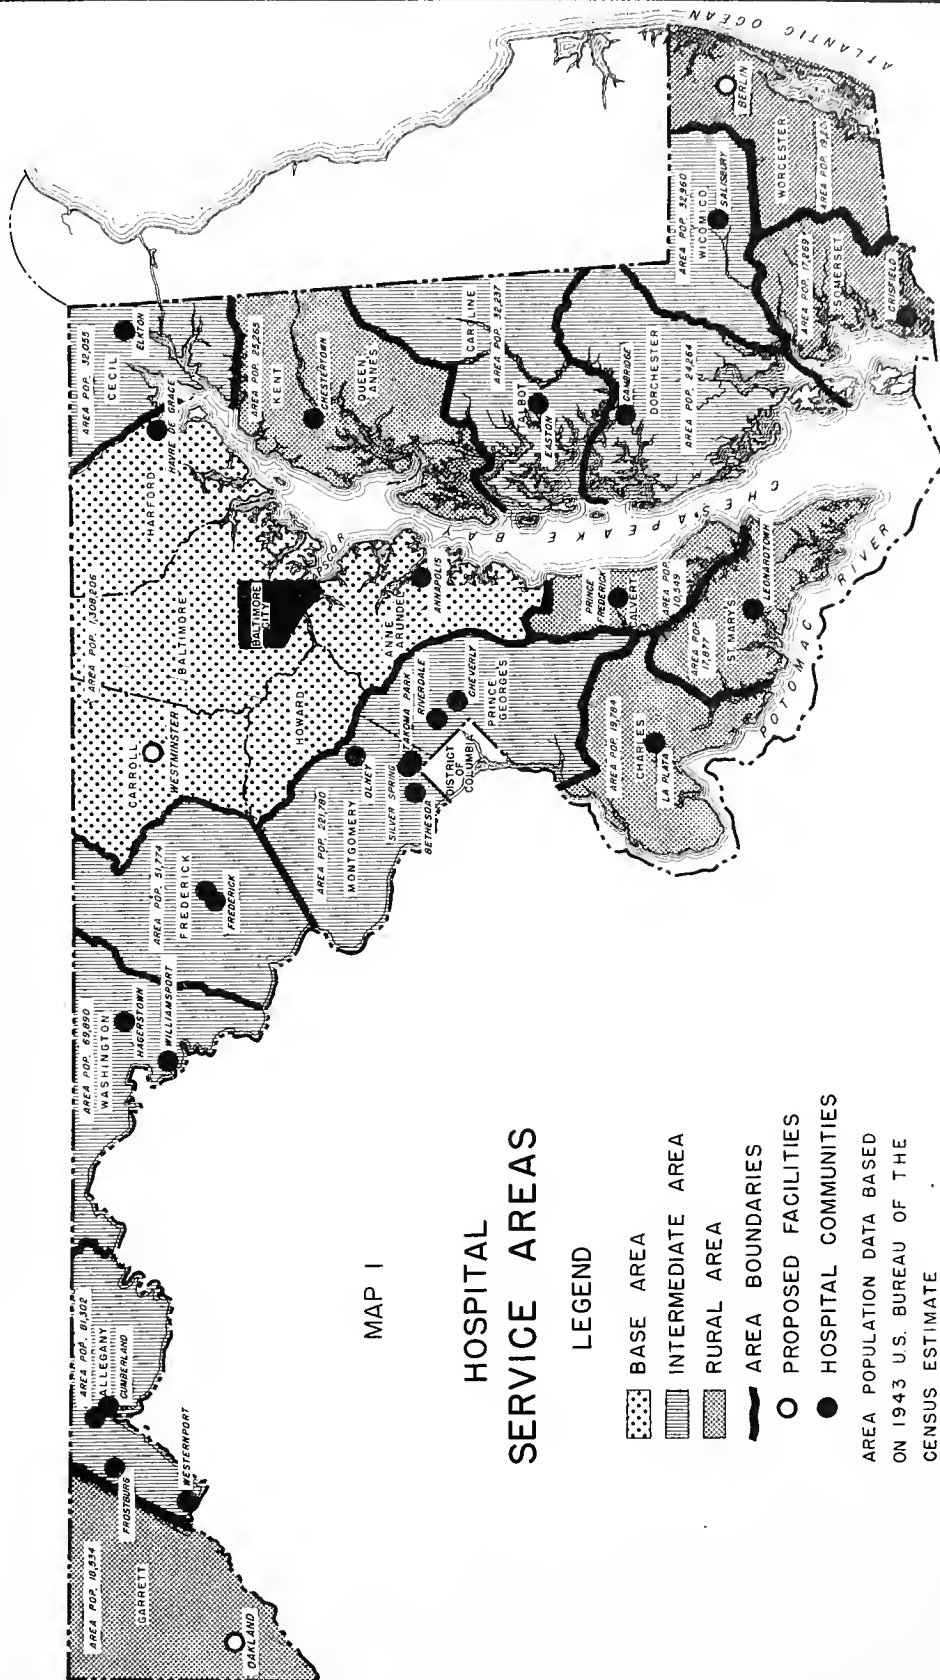 MAP 1
HOSPITAL
SERVICE AREAS
LEGEND
BASE AREA
INTERMEDIATE AREA
RURAL AREA
AREA BOUNDARIES
PROPOSED FACILITIES
HOSPITAL COMMUNITIES
AREA POPULATION DATA BASED
ON 1943 U.S. BUREAU OF THE
CENSUS ESTIMATE
AREA POP. 18,534
GARRETT
OAKLAND
FROSTBURG
WESTERNPORT
AREA POP. 81,302
ALLEGANY
CUMBERLAND
AREA POP. 69,890
WASHINGTON
HAGERSTOWN
WILLIAMSPORT
AREA POP. 51,774
FREDERICK
FREDERICK
AREA POP. 221,780
MONTGOMERY
OLNEY
SILVER SPRING
TAKOMA PARK
BETHESDA
RIVERDALE
CHEVERLY
PRINCE
GEORGES
DISTRICT
OF
COLUMBIA
CARROLL
WESTMINSTER
AREA POP. 1,308,206
BALTIMORE
BALTIMORE
CITY
HOWARD
ANNE
ARUNDEL
ANNAPOLIS
HARFORD
HAVRE DE GRACE
AREA POP. 32,055
CECIL
ELKTON
AREA POP. 25,265
KENT
CHESTERTOWN
QUEEN
ANNE'S
CAROLINE
AREA POP. 32,237
TALBOT
EASTON
CAMBRIDGE
DORCHESTER
AREA POP. 24,264
AREA POP. 32,960
WICOMICO
SALISBURY
BERLIN
WORCESTER
AREA POP.
AREA POP. 17,269
SOMERSET
CRISFIELD
PRINCE
FREDERICK
CALVERT
AREA POP.
10,549
AREA POP.
17,877
ST. MARY'S
LEONARDTOWN
AREA POP. 19,194
CHARLES
LA PLATA
POTOMAC RIVER
CHESAPEAKE BAY
ATLANTIC OCEAN